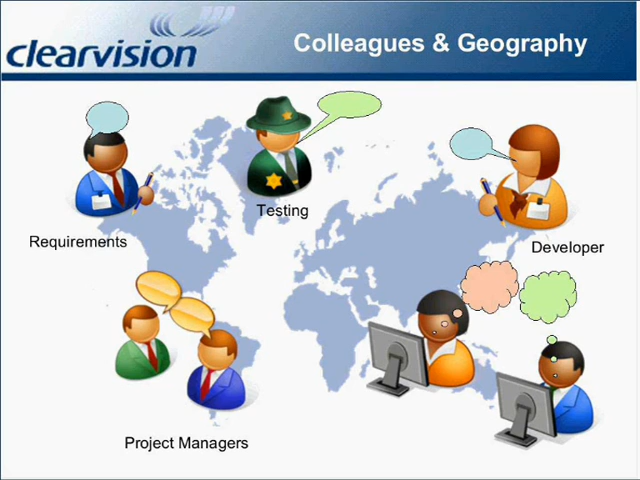 clearvision
Colleagues & Geography
Testing
Requirements
Developer
Project Managers